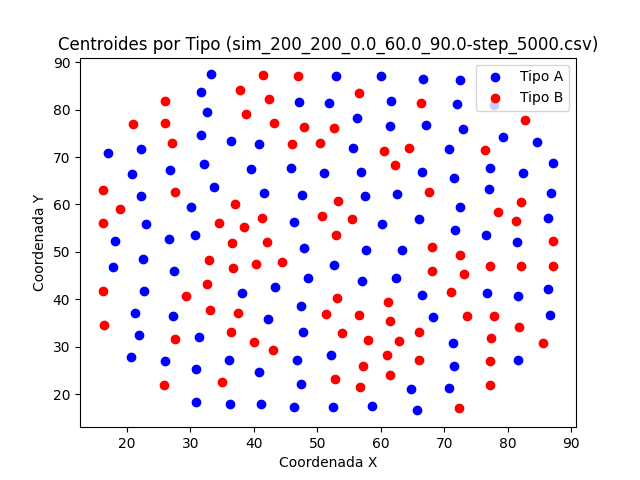 Centroides por Tipo (sim_200_200_0.0_60.0_90.0-step_5000.csv)
Tipo A
Tipo B
90
80
70
60
50
40
30
20
Coordenada Y
20 30 40 50 60 70 80 90
Coordenada X